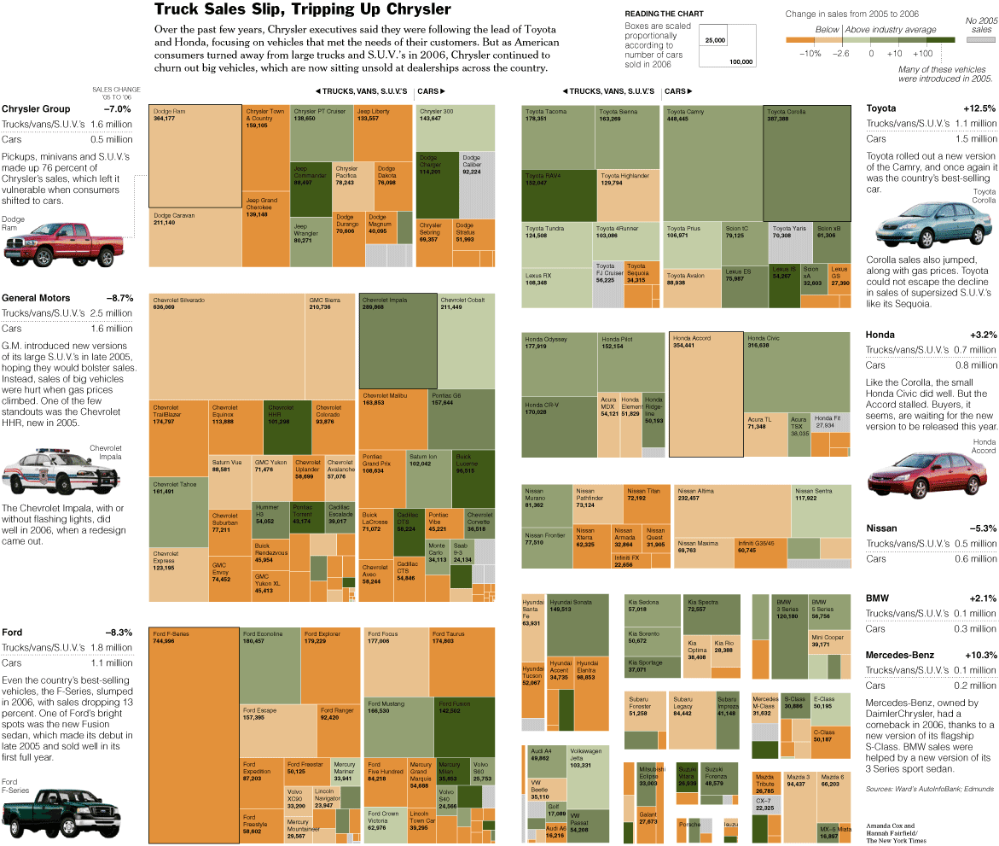 Truck Sales Slip, Tripping Up Chrysler
Over the past few years, Chrysler executives said they were following the lead of Toyota
and Honda, focusing on vehicles that met the needs of their customers. But as American
consumers turned away from large trucks and S.U.V.'s in 2006, Chrysler continued to
churn out big vehicles, which are now sitting unsold at dealerships across the country.
READING THE CHART
Boxes are scaled
proportionally
according to
number of cars
sold in 2006
25,000
100,000
Change in sales from 2005 to 2006
Below
Above industry average
−10%
−2.6
0
+10
+100
No 2005
sales
Many of these vehicles
were introduced in 2005.
SALES CHANGE
'05 TO '06
◀ TRUCKS, VANS, S.U.V.'S
CARS ▶
◀ TRUCKS, VANS, S.U.V.'S
CARS ▶
Chrysler Group −7.0%
Trucks/vans/S.U.V.'s 1.6 million
Cars 0.5 million
Pickups, minivans and S.U.V.'s
made up 76 percent of
Chrysler's sales, which left it
vulnerable when consumers
shifted to cars.
Dodge
Ram
Dodge Ram
364,177
Dodge Caravan
211,140
Chrysler Town
& Country
159,105
Jeep Grand
Cherokee
139,148
Chrysler PT Cruiser
138,650
Jeep Liberty
133,557
Jeep
Commander
88,497
Chrysler
Pacifica
78,243
Dodge
Dakota
76,098
Jeep
Wrangler
80,271
Dodge
Durango
70,606
Dodge
Magnum
40,095
Chrysler 300
143,647
Dodge
Charger
114,201
Dodge
Caliber
92,224
Chrysler
Sebring
69,357
Dodge
Stratus
51,993
General Motors −8.7%
Trucks/vans/S.U.V.'s 2.5 million
Cars 1.6 million
G.M. introduced new versions
of its large S.U.V.'s in late 2005,
hoping they would bolster sales.
Instead, sales of big vehicles
were hurt when gas prices
climbed. One of the few
standouts was the Chevrolet
HHR, new in 2005.
Chevrolet
Impala
The Chevrolet Impala, with or
without flashing lights, did
well in 2006, when a redesign
came out.
Chevrolet Silverado
636,069
GMC Sierra
210,736
Chevrolet
TrailBlazer
174,797
Chevrolet
Equinox
113,888
Chevrolet
HHR
101,298
Chevrolet
Colorado
93,876
Chevrolet Tahoe
161,491
Saturn Vue
88,581
GMC Yukon
71,476
Chevrolet
Uplander
58,699
Chevrolet
Avalanche
57,076
Chevrolet
Suburban
77,211
Hummer
H3
54,052
Pontiac
Torrent
43,174
Cadillac
Escalade
39,017
Chevrolet
Express
123,195
GMC
Envoy
74,452
Buick
Rendezvous
45,954
GMC
Yukon XL
45,413
Chevrolet Impala
289,868
Chevrolet Cobalt
211,449
Chevrolet Malibu
163,853
Pontiac G6
157,644
Pontiac
Grand Prix
108,634
Saturn Ion
102,042
Buick
Lucerne
96,515
Buick
LaCrosse
71,072
Cadillac
DTS
58,224
Pontiac
Vibe
45,221
Chevrolet
Corvette
36,518
Chevrolet
Aveo
58,244
Cadillac
CTS
54,846
Monte
Carlo
34,113
Saab
9-3
24,134
Ford −8.3%
Trucks/vans/S.U.V.'s 1.8 million
Cars 1.1 million
Even the country's best-selling
vehicles, the F-Series, slumped
in 2006, with sales dropping 13
percent. One of Ford's bright
spots was the new Fusion
sedan, which made its debut in
late 2005 and sold well in its
first full year.
Ford
F-Series
Ford F-Series
744,996
Ford Econoline
180,457
Ford Explorer
179,229
Ford Escape
157,395
Ford Ranger
92,420
Ford
Expedition
87,203
Ford Freestar
50,125
Mercury
Mariner
33,941
Volvo
XC90
33,200
Lincoln
Navigator
23,947
Ford
Freestyle
58,602
Mercury
Mountaineer
29,567
Ford Focus
177,006
Ford Taurus
174,803
Ford Mustang
166,530
Ford Fusion
142,502
Ford
Five Hundred
84,218
Mercury
Grand
Marquis
54,688
Mercury
Milan
35,853
Volvo
S60
25,753
Volvo
S40
24,566
Ford Crown
Victoria
62,976
Lincoln
Town Car
39,295
Toyota +12.5%
Trucks/vans/S.U.V.'s 1.1 million
Cars 1.5 million
Toyota rolled out a new version
of the Camry, and once again it
was the country's best-selling
car.
Toyota
Corolla
Corolla sales also jumped,
along with gas prices. Toyota
could not escape the decline
in sales of supersized S.U.V.'s
like its Sequoia.
Toyota Tacoma
178,351
Toyota Sienna
163,269
Toyota RAV4
152,047
Toyota Highlander
129,794
Toyota Tundra
124,508
Toyota 4Runner
103,086
Lexus RX
108,348
Toyota
FJ Cruiser
56,225
Toyota
Sequoia
34,315
Toyota Camry
448,445
Toyota Corolla
387,388
Toyota Prius
106,971
Scion tC
79,125
Toyota Yaris
70,308
Scion xB
61,306
Toyota Avalon
88,938
Lexus ES
75,987
Lexus IS
54,267
Scion
xA
32,603
Lexus
GS
27,390
Honda +3.2%
Trucks/vans/S.U.V.'s 0.7 million
Cars 0.8 million
Like the Corolla, the small
Honda Civic did well. But the
Accord stalled. Buyers, it
seems, are waiting for the new
version to be released this year.
Honda
Accord
Honda Odyssey
177,919
Honda Pilot
152,154
Honda CR-V
170,028
Acura
MDX
54,121
Honda
Element
51,829
Honda
Ridge-
line
50,193
Honda Accord
354,441
Honda Civic
316,638
Acura TL
71,348
Acura
TSX
38,035
Honda Fit
27,934
Nissan −5.3%
Trucks/vans/S.U.V.'s 0.5 million
Cars 0.6 million
Nissan
Murano
81,362
Nissan
Pathfinder
73,124
Nissan Titan
72,192
Nissan Frontier
77,510
Nissan
Xterra
62,325
Nissan
Armada
32,864
Nissan
Quest
31,905
Infiniti FX
22,656
Nissan Altima
232,457
Nissan Sentra
117,922
Nissan Maxima
69,763
Infiniti G35/45
60,745
Hyundai
Santa
Fe
63,931
Hyundai Sonata
149,513
Hyundai
Tucson
52,067
Hyundai
Accent
34,735
Hyundai
Elantra
98,853
Kia Sedona
57,018
Kia Spectra
72,557
Kia Sorento
50,672
Kia
Optima
38,408
Kia Rio
28,388
Kia Sportage
37,071
BMW
3 Series
120,180
BMW
5 Series
56,756
Mini Cooper
39,171
Subaru
Forester
51,258
Subaru
Legacy
84,442
Subaru
Impreza
41,148
Mercedes
M-Class
31,632
S-Class
30,886
E-Class
50,195
C-Class
50,187
Audi A4
49,862
Volkswagen
Jetta
103,331
VW
Beetle
35,110
Golf
17,089
VW
Passat
54,208
Audi A6
16,216
Mitsubishi
Eclipse
33,003
Galant
27,673
Suzuki
Vitara
26,939
Suzuki
Forenza
48,579
Porsche
Isuzu
Mazda
Tribute
26,785
CX–7
22,325
Mazda 3
94,437
Mazda 6
66,203
MX–5 Miata
16,897
BMW +2.1%
Trucks/vans/S.U.V.'s 0.1 million
Cars 0.3 million
Mercedes-Benz +10.3%
Trucks/vans/S.U.V.'s 0.1 million
Cars 0.2 million
Mercedes-Benz, owned by
DaimlerChrysler, had a
comeback in 2006, thanks to a
new version of its flagship
S-Class. BMW sales were
helped by a new version of its
3 Series sport sedan.
Sources: Ward's AutoInfoBank; Edmunds
Amanda Cox and
Hannah Fairfield/
The New York Times